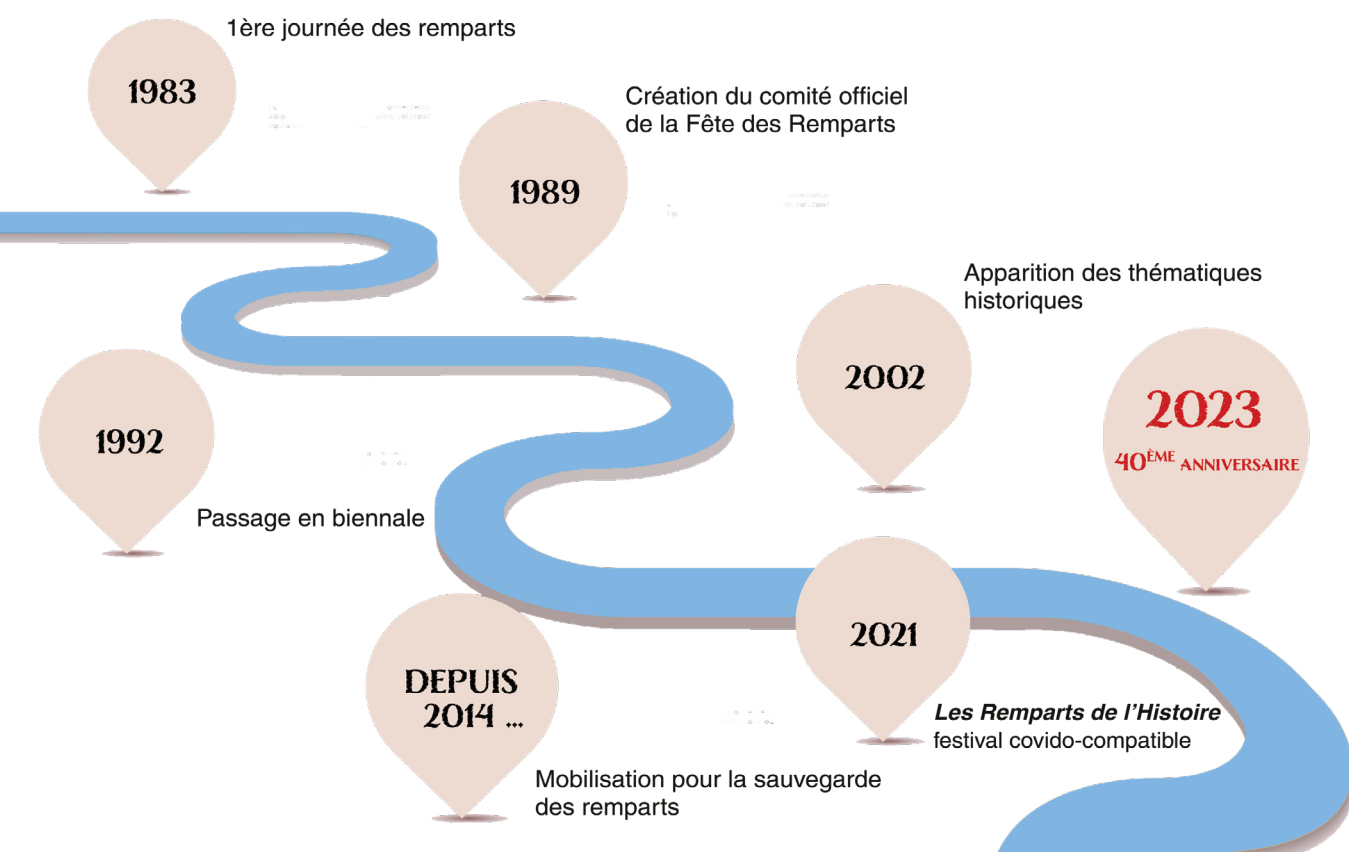 1ère journée des remparts
1983
Création du comité officiel
de la Fête des Remparts
1989
1992
Passage en biennale
Apparition des thématiques
historiques
2002
DEPUIS
2014 ...
Mobilisation pour la sauvegarde
des remparts
2021
Les Remparts de l’Histoire
festival covido-compatible
2023
40ÈME ANNIVERSAIRE